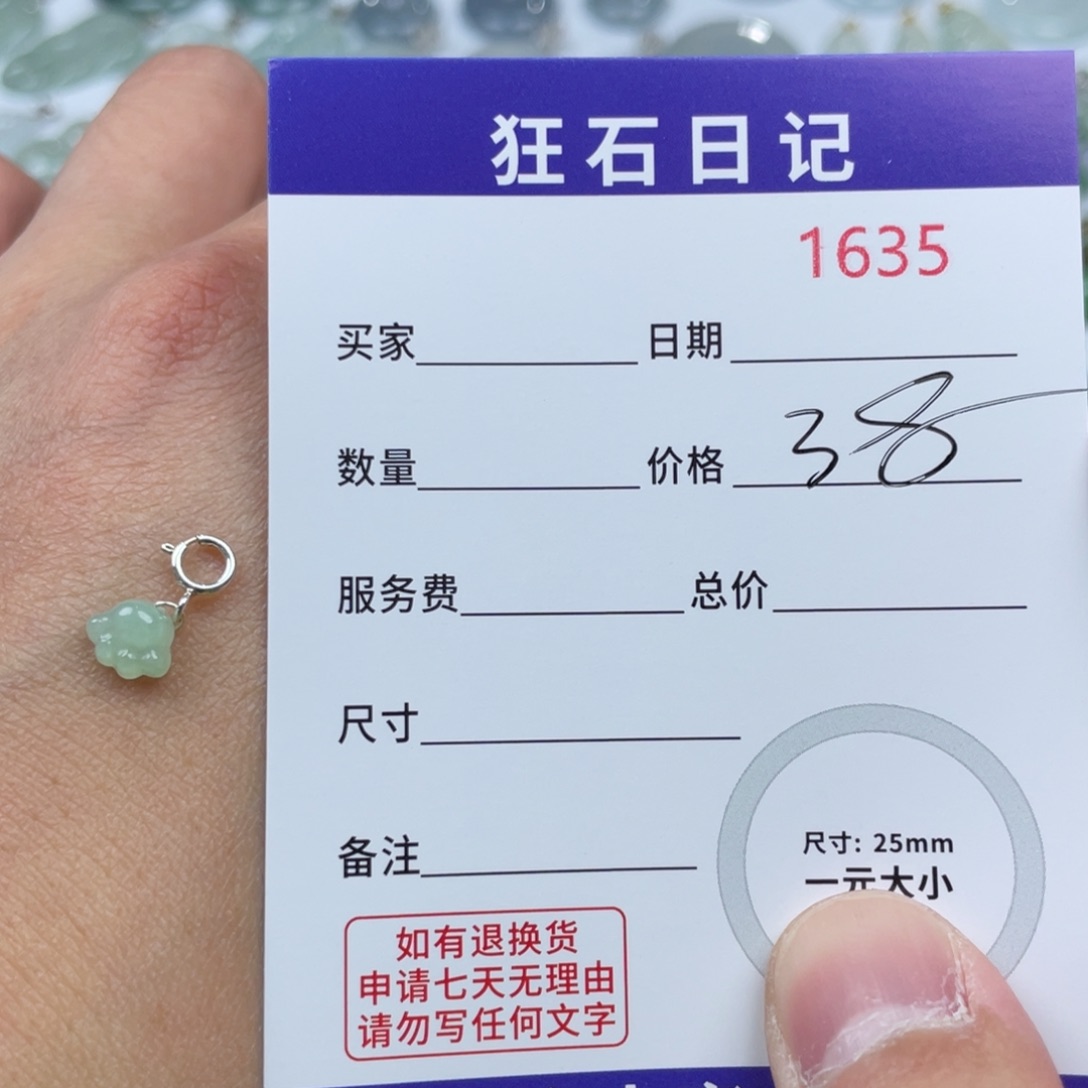 狂石日记
1635
买家 日期
数量 价格 38
服务费 总价
尺寸
备注
尺寸: 25mm
一元大小
如有退换货
申请七天无理由
请勿写任何文字